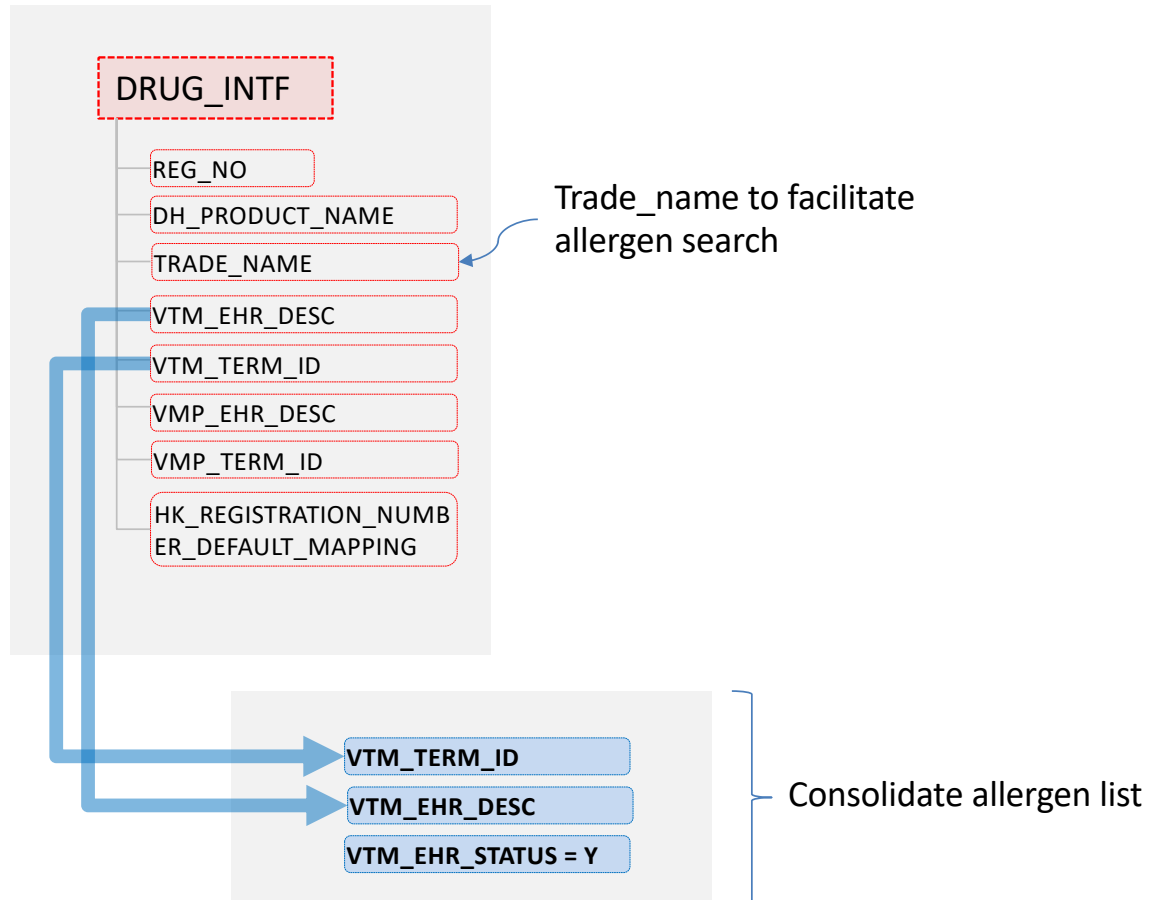 DRUG_INTF
REG_NO
DH_PRODUCT_NAME
TRADE_NAME
Trade_name to facilitate
allergen search
VTM_EHR_DESC
VTM_TERM_ID
VMP_EHR_DESC
VMP_TERM_ID
HK_REGISTRATION_NUMB
ER_DEFAULT_MAPPING
VTM_TERM_ID
VTM_EHR_DESC
VTM_EHR_STATUS = Y
Consolidate allergen list